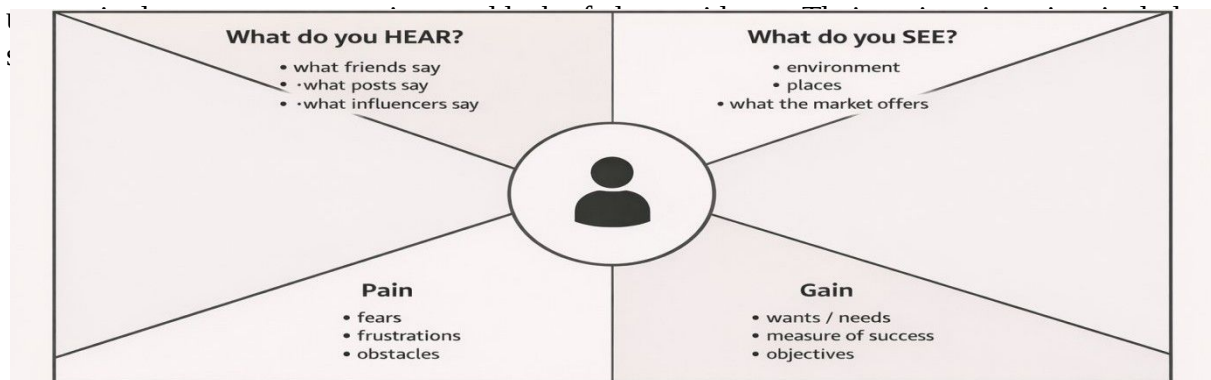 What do you HEAR?
• what friends say
• ·what posts say
• ·what influencers say
What do you SEE?
• environment
• places
• what the market offers
Pain
• fears
• frustrations
• obstacles
Gain
• wants / needs
• measure of success
• objectives